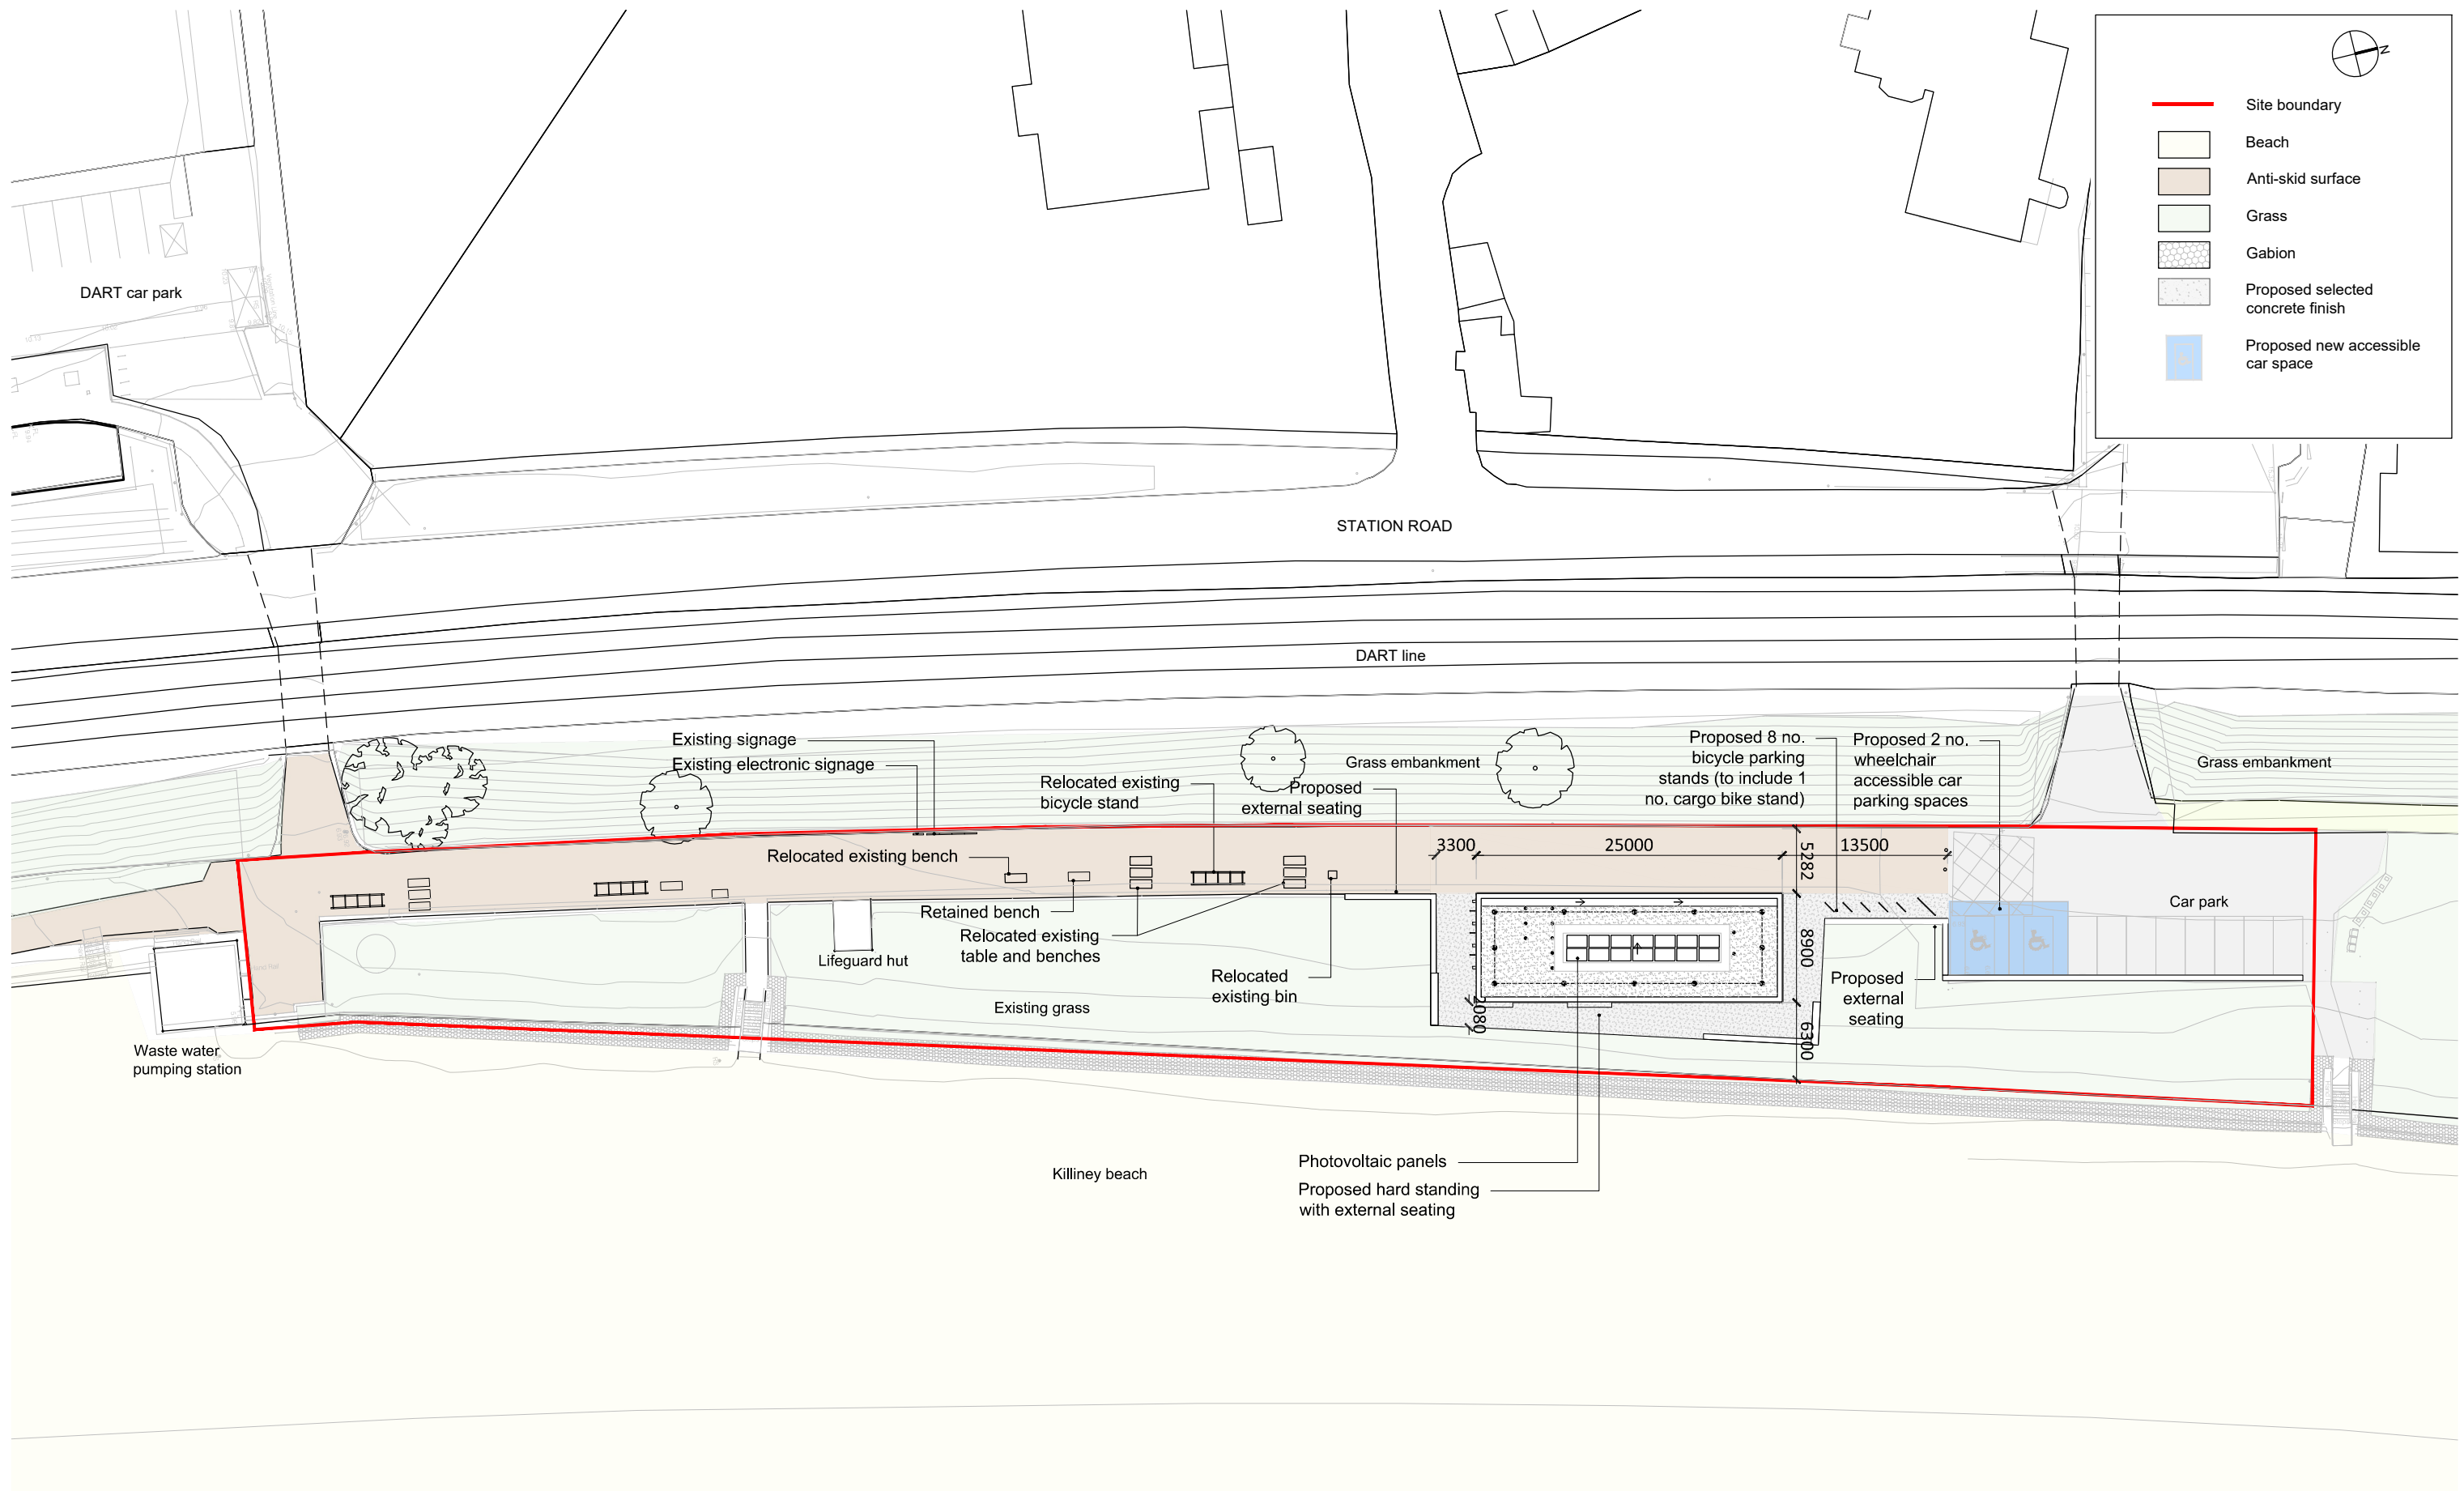 N
Site boundary
Beach
Anti-skid surface
Grass
Gabion
Proposed selected
concrete finish
Proposed new accessible
car space
DART car park
STATION ROAD
DART line
Existing signage
Existing electronic signage
Relocated existing
bicycle stand
Proposed
external seating
Grass embankment
Proposed 8 no.
bicycle parking
stands (to include 1
no. cargo bike stand)
Proposed 2 no.
wheelchair
accessible car
parking spaces
Grass embankment
Relocated existing bench
3300
25000
5282
13500
Retained bench
Relocated existing
table and benches
Lifeguard hut
Relocated
existing bin
Existing grass
8900
2080
6300
Proposed
external
seating
Car park
Waste water
pumping station
Killiney beach
Photovoltaic panels
Proposed hard standing
with external seating